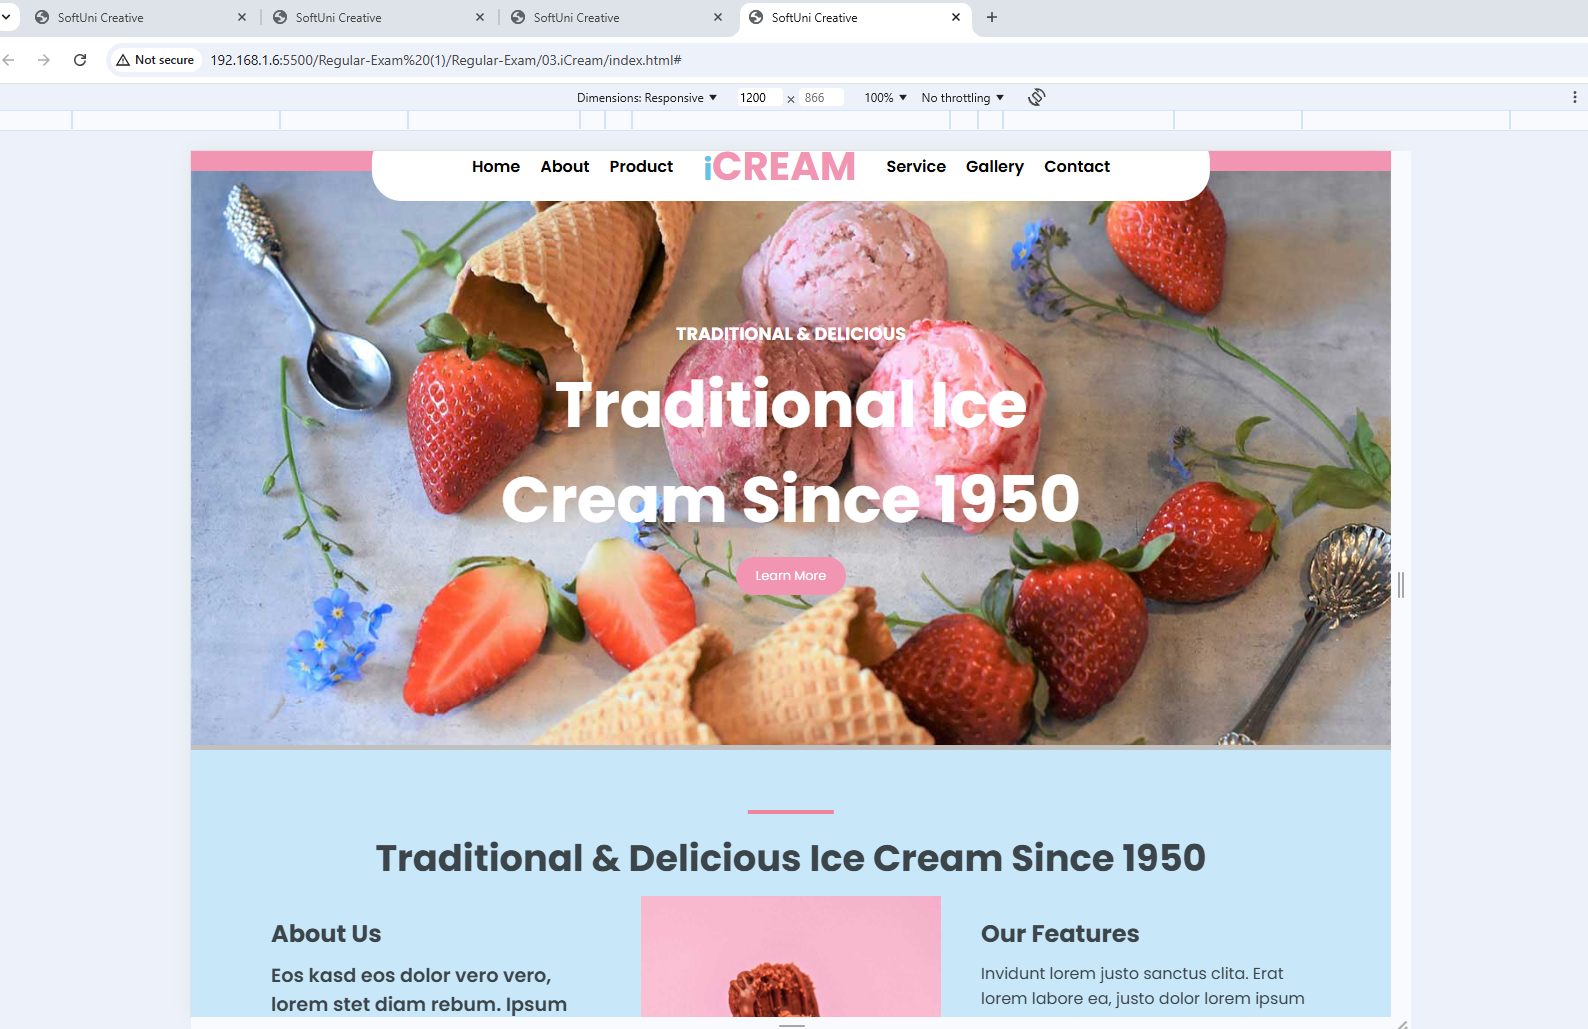 SoftUni Creative
SoftUni Creative
SoftUni Creative
SoftUni Creative
Not secure
192.168.1.6:5500/Regular-Exam%20(1)/Regular-Exam/03.iCream/index.html#
Dimensions: Responsive
1200 × 866
100%
No throttling
Home About Product iCREAM Service Gallery Contact
TRADITIONAL & DELICIOUS
Traditional Ice
Cream Since 1950
Learn More
Traditional & Delicious Ice Cream Since 1950
About Us
Eos kasd eos dolor vero vero,
lorem stet diam rebum. Ipsum
Our Features
Invidunt lorem justo sanctus clita. Erat
lorem labore ea, justo dolor lorem ipsum